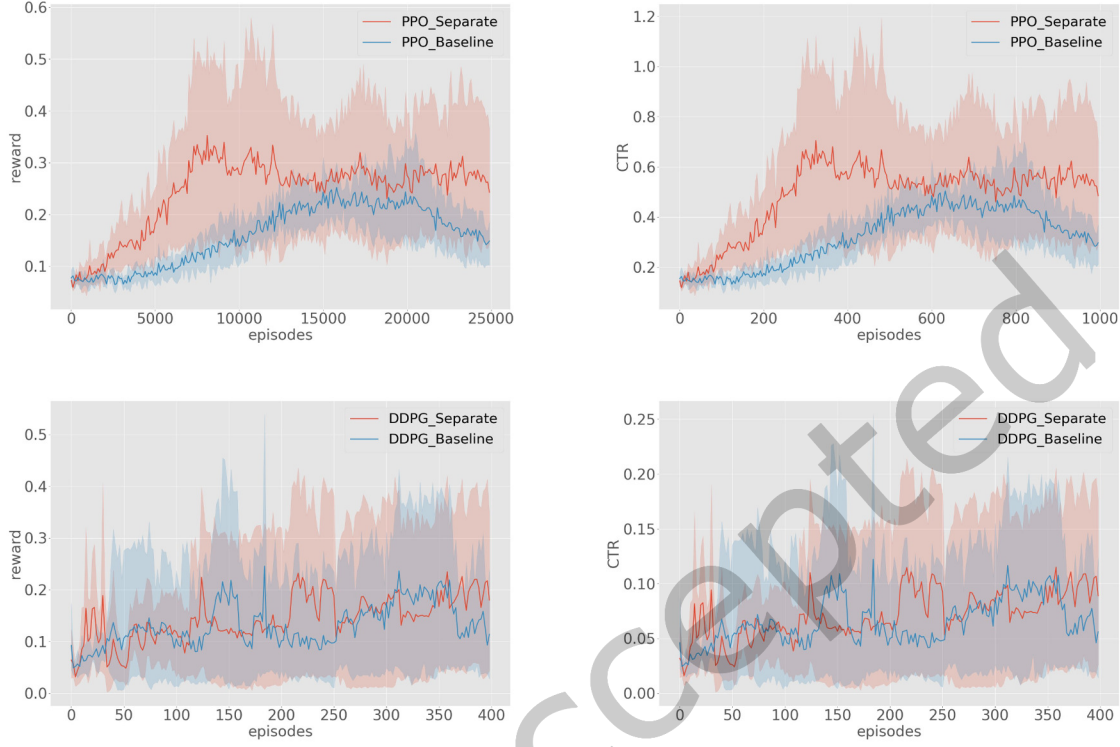 0.6
0.5
0.4
0.3
0.2
0.1
reward
PPO_Separate
PPO_Baseline
0 5000 10000 15000 20000 25000
episodes
1.2
1.0
0.8
0.6
0.4
0.2
CTR
PPO_Separate
PPO_Baseline
0 200 400 600 800 1000
episodes
0.5
0.4
0.3
0.2
0.1
0.0
reward
DDPG_Separate
DDPG_Baseline
0 50 100 150 200 250 300 350 400
episodes
0.25
0.20
0.15
0.10
0.05
0.00
CTR
DDPG_Separate
DDPG_Baseline
0 50 100 150 200 250 300 350 400
episodes
ccepted